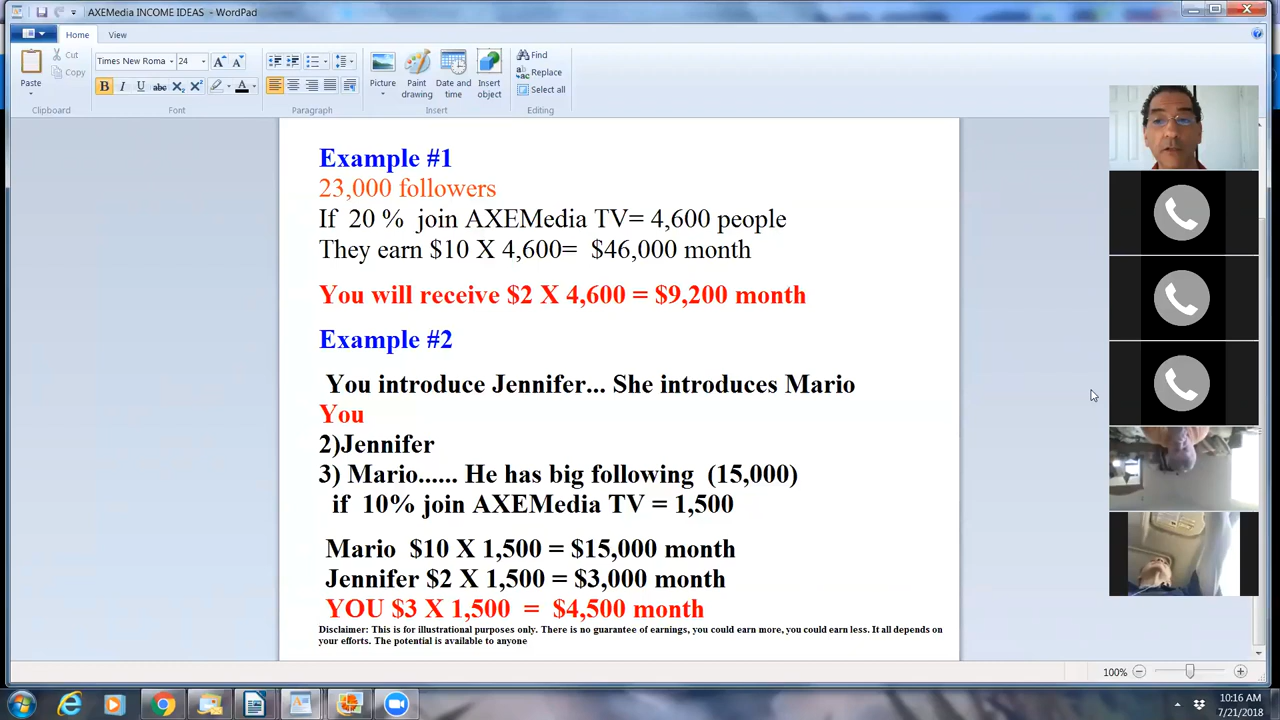 AXEMedia INCOME IDEAS - WordPad
Home View
Paste
Cut
Copy
Clipboard
Times New Roma 24
B I U abc X₂ X² A
Font
Paragraph
Picture
Paint drawing
Date and time
Insert object
Insert
Find
Replace
Select all
Editing
Example #1
23,000 followers
If 20 % join AXEMedia TV= 4,600 people
They earn $10 X 4,600= $46,000 month
You will receive $2 X 4,600 = $9,200 month
Example #2
You introduce Jennifer... She introduces Mario
You
2)Jennifer
3) Mario...... He has big following (15,000)
if 10% join AXEMedia TV = 1,500
Mario $10 X 1,500 = $15,000 month
Jennifer $2 X 1,500 = $3,000 month
YOU $3 X 1,500 = $4,500 month
Disclaimer: This is for illustrational purposes only. There is no guarantee of earnings, you could earn more, you could earn less. It all depends on
your efforts. The potential is available to anyone
100%
10:16 AM
7/21/2018